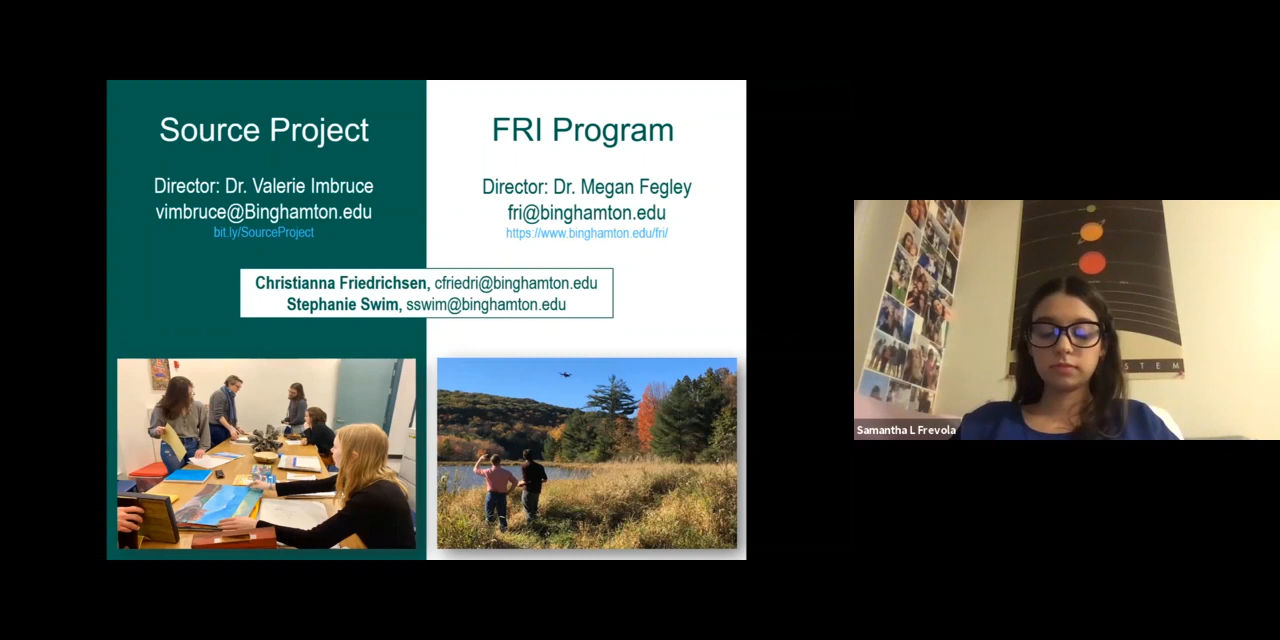 Source Project
Director: Dr. Valerie Imbruce
vimbruce@Binghamton.edu
bit.ly/SourceProject
FRI Program
Director: Dr. Megan Fegley
fri@binghamton.edu
https://www.binghamton.edu/fri/
Christianna Friedrichsen, cfriedri@binghamton.edu
Stephanie Swim, sswim@binghamton.edu
STEM
Samantha L Frevola